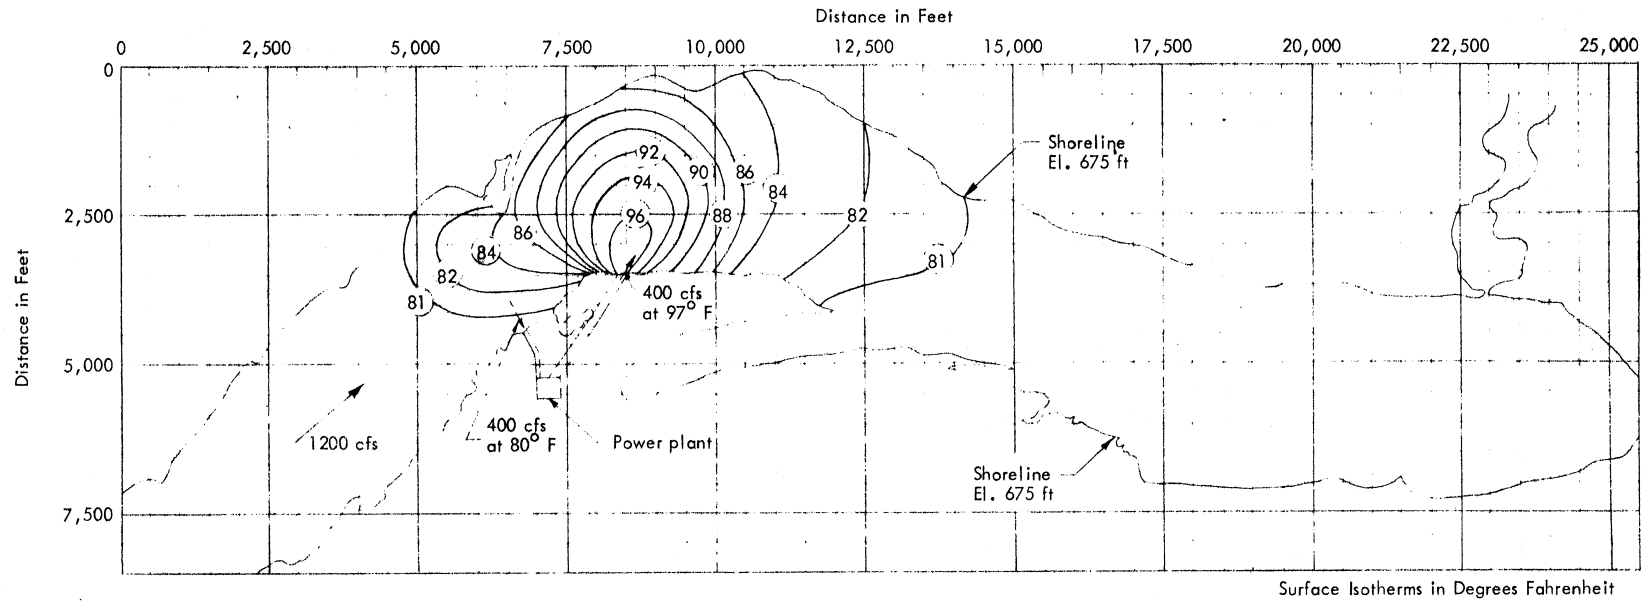 Distance in Feet
0 2,500 5,000 7,500 10,000 12,500 15,000 17,500 20,000 22,500 25,000
0
2,500
5,000
7,500
Distance in Feet
92
94
96
90
88
86
84
82
81
86
84
82
81
Shoreline
El. 675 ft
400 cfs
at 97° F
400 cfs
at 80° F
1200 cfs
Power plant
Shoreline
El. 675 ft
Surface Isotherms in Degrees Fahrenheit